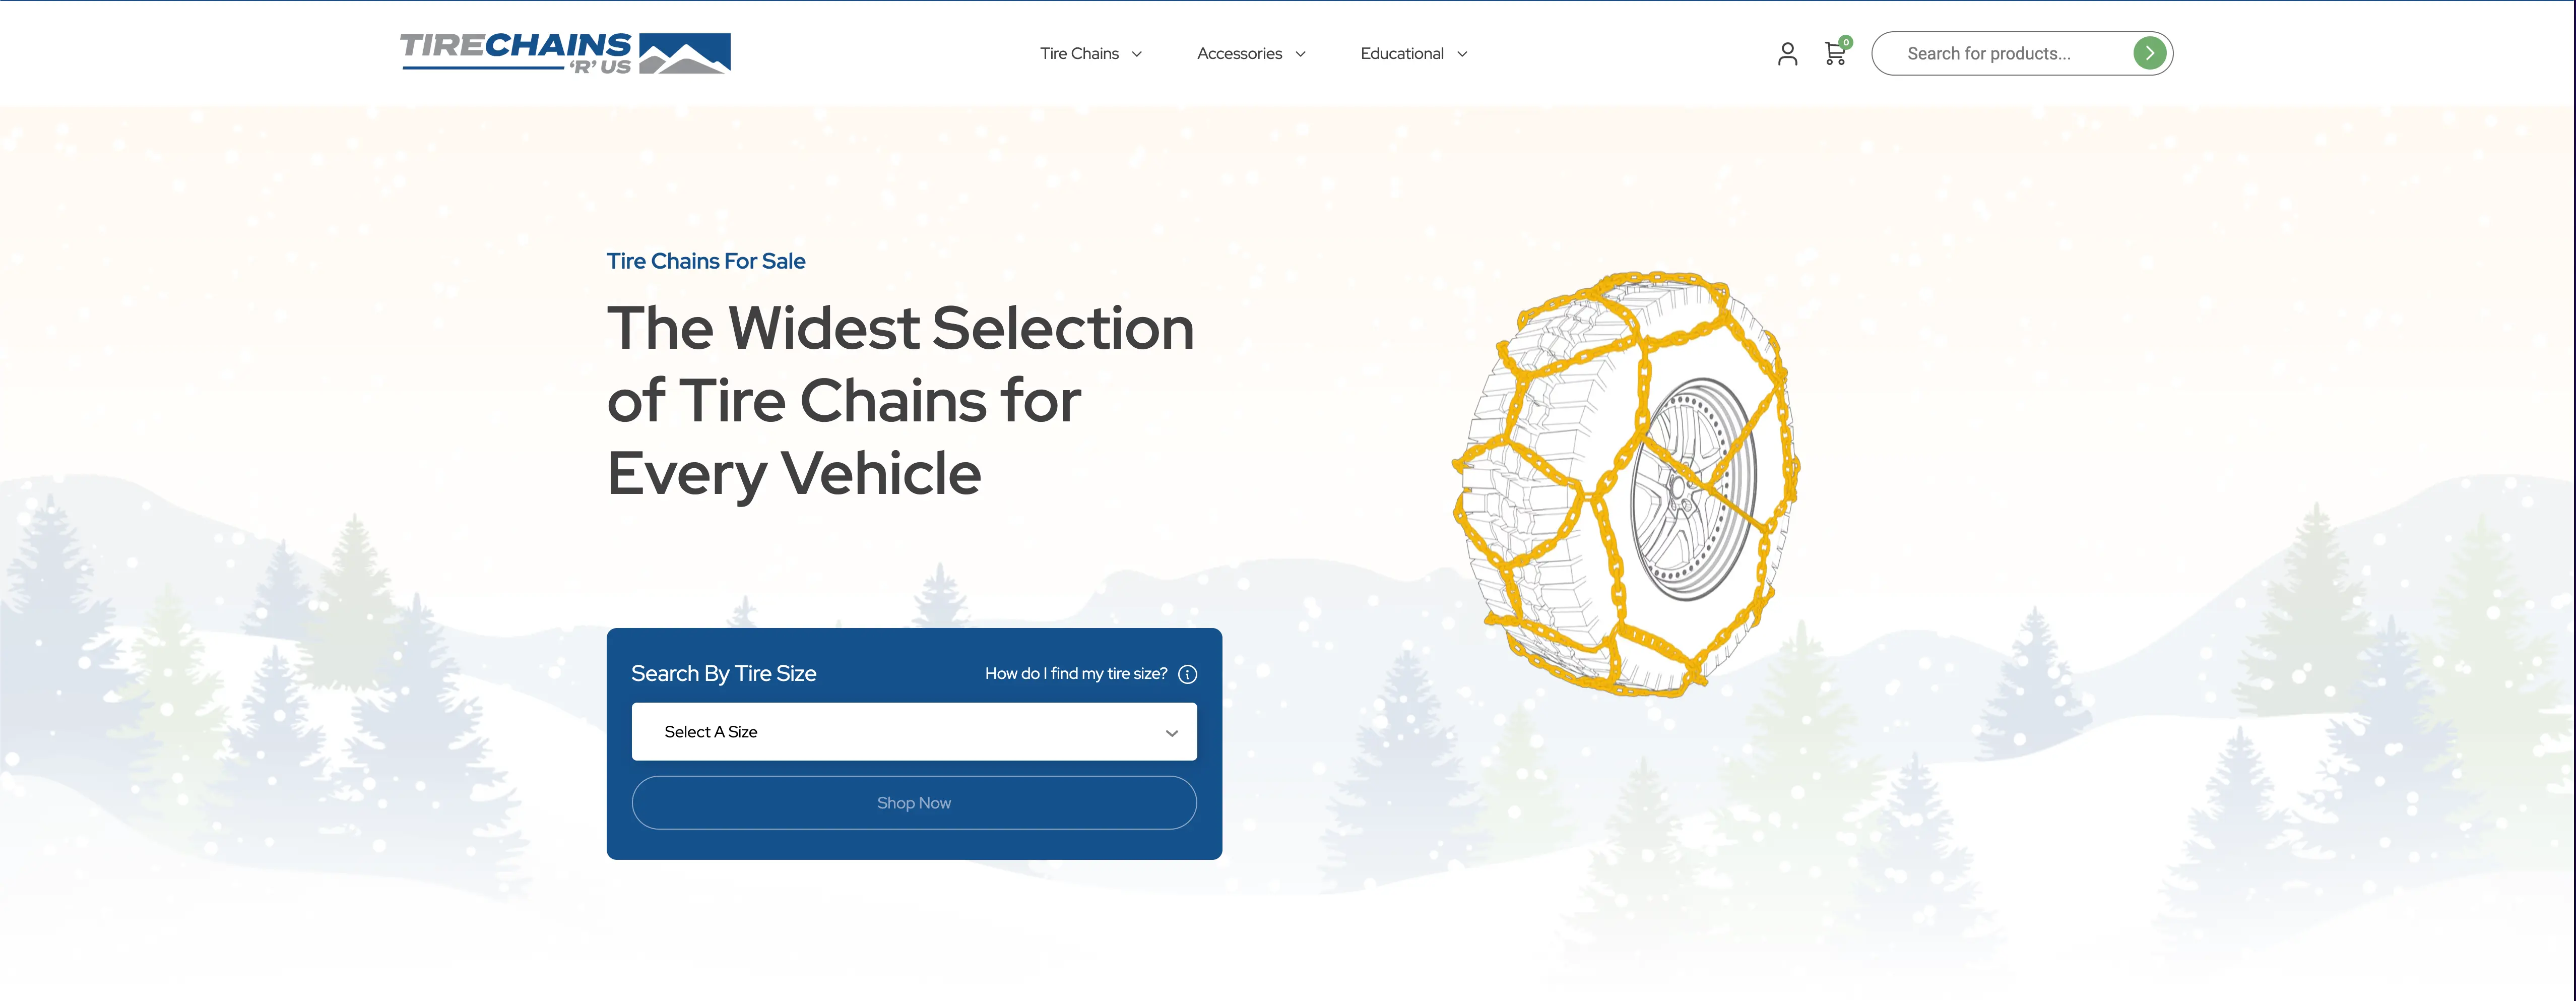 TIRECHAINS
'R' US
Tire Chains
Accessories
Educational
0
Search for products...
Tire Chains For Sale
The Widest Selection
of Tire Chains for
Every Vehicle
Search By Tire Size
How do I find my tire size?
Select A Size
Shop Now